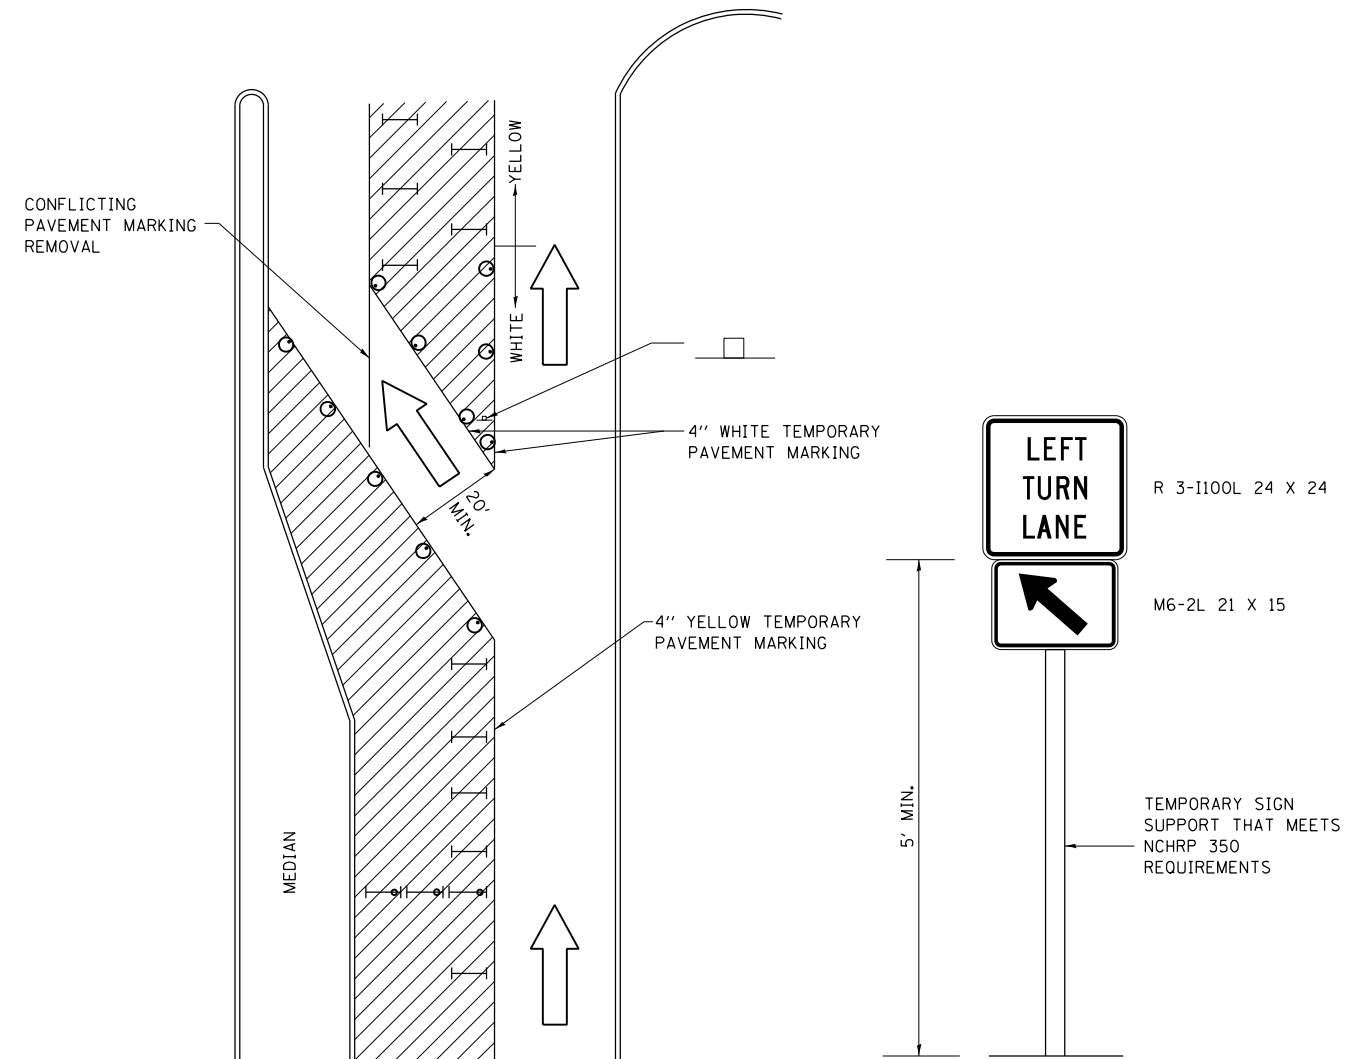 CONFLICTING
PAVEMENT MARKING
REMOVAL
YELLOW
WHITE
4'' WHITE TEMPORARY
PAVEMENT MARKING
20'
MIN.
4'' YELLOW TEMPORARY
PAVEMENT MARKING
MEDIAN
LEFT
TURN
LANE
R 3-I100L 24 X 24
M6-2L 21 X 15
5' MIN.
TEMPORARY SIGN
SUPPORT THAT MEETS
NCHRP 350
REQUIREMENTS